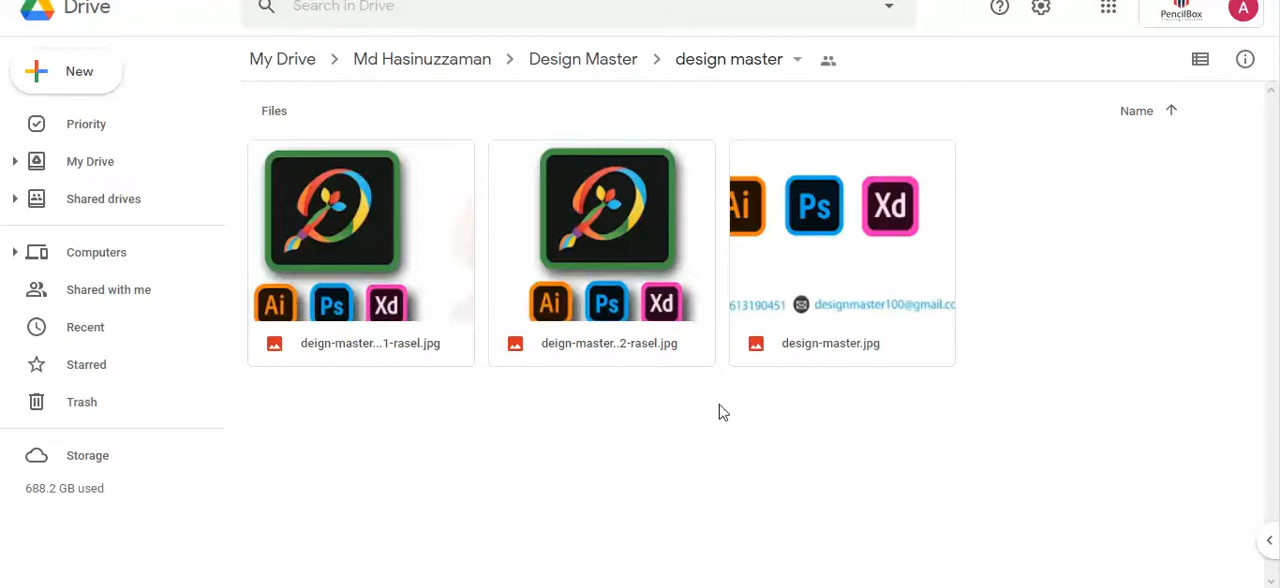 Drive
Search in Drive
PencilBox
A
New
My Drive > Md Hasinuzzaman > Design Master > design master
Priority
My Drive
Shared drives
Computers
Shared with me
Recent
Starred
Trash
Storage
688.2 GB used
Files
Name
Ai Ps Xd
deign-master...1-rasel.jpg
Ai Ps Xd
deign-master..2-rasel.jpg
Ai Ps Xd
613190451 designmaster100@gmail.cc
design-master.jpg